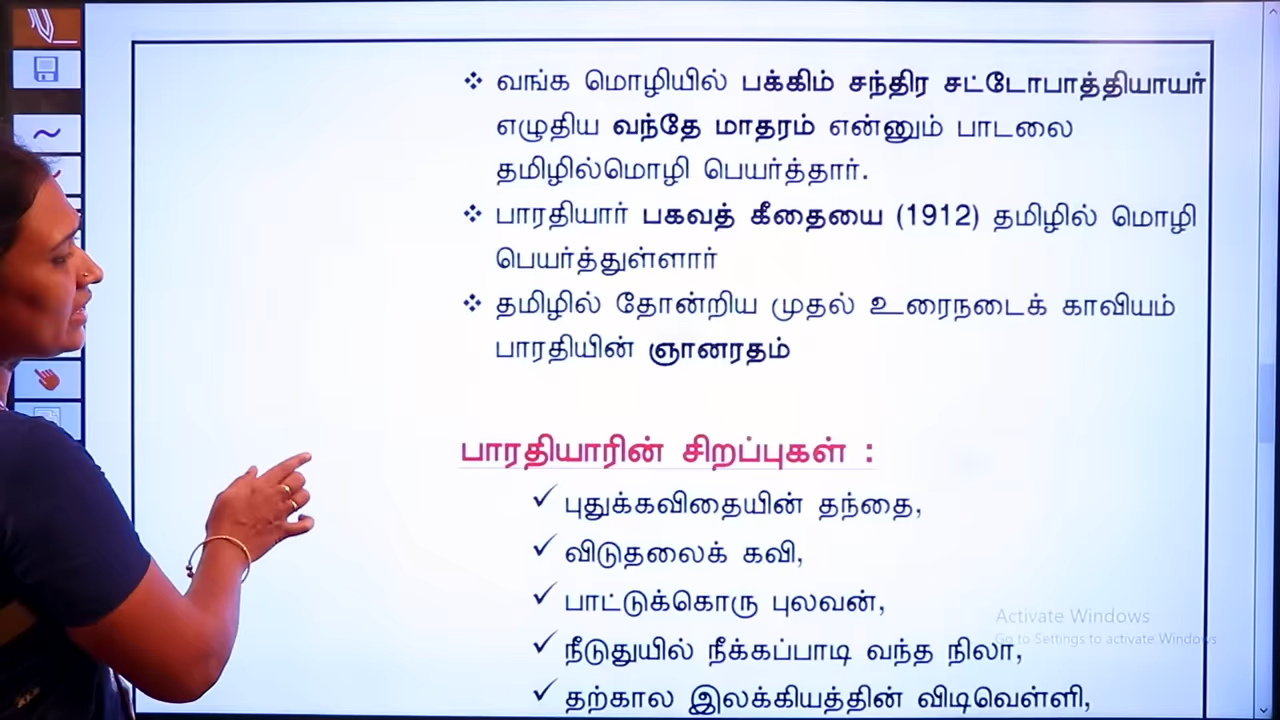 ❖ வங்க மொழியில் பக்கிம் சந்திர சட்டோபாத்தியாயர்
எழுதிய வந்தே மாதரம் என்னும் பாடலை
தமிழில்மொழி பெயர்த்தார்.
❖ பாரதியார் பகவத் கீதையை (1912) தமிழில் மொழி
பெயர்த்துள்ளார்
❖ தமிழில் தோன்றிய முதல் உரைநடைக் காவியம்
பாரதியின் ஞானரதம்
பாரதியாரின் சிறப்புகள் :
✓ புதுக்கவிதையின் தந்தை,
✓ விடுதலைக் கவி,
✓ பாட்டுக்கொரு புலவன்,
✓ நீடுதுயில் நீக்கப்பாடி வந்த நிலா,
✓ தற்கால இலக்கியத்தின் விடிவெள்ளி,
Activate Windows
Go to Settings to activate Windows